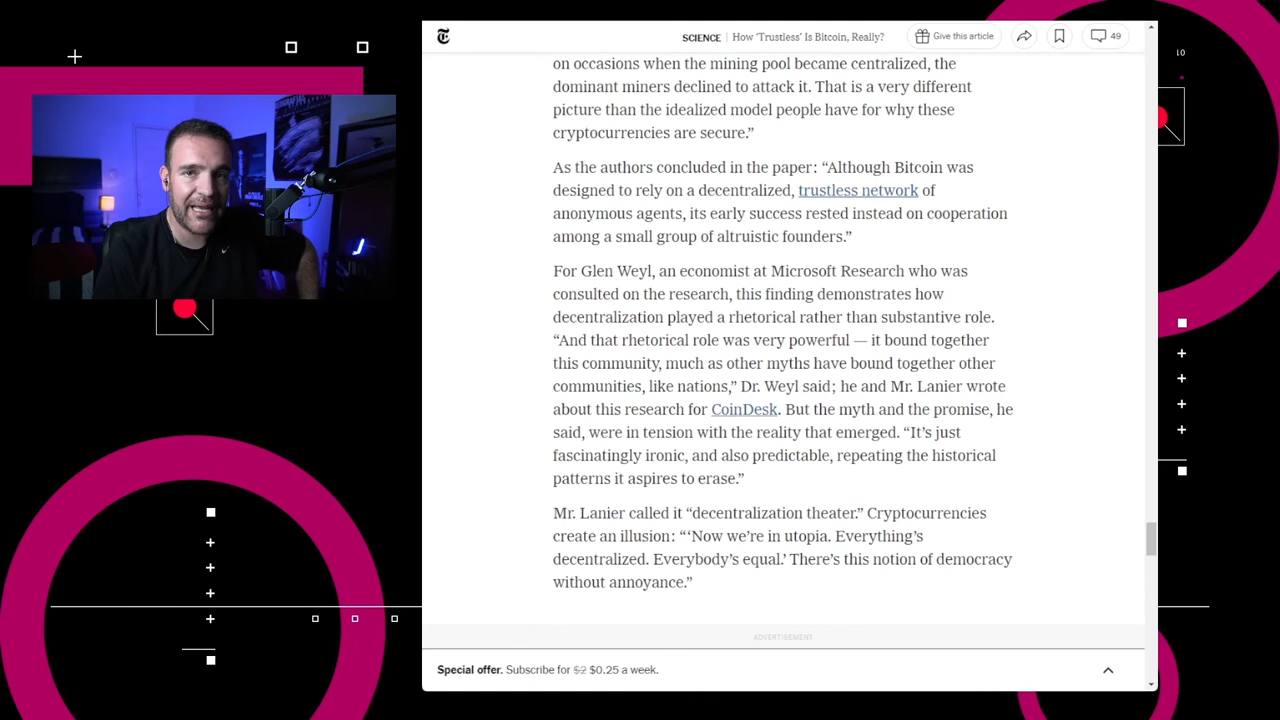 SCIENCE | How 'Trustless' Is Bitcoin, Really?
Give this article
49
10
on occasions when the mining pool became centralized, the
dominant miners declined to attack it. That is a very different
picture than the idealized model people have for why these
cryptocurrencies are secure.”
As the authors concluded in the paper: “Although Bitcoin was
designed to rely on a decentralized, trustless network of
anonymous agents, its early success rested instead on cooperation
among a small group of altruistic founders.”
For Glen Weyl, an economist at Microsoft Research who was
consulted on the research, this finding demonstrates how
decentralization played a rhetorical rather than substantive role.
“And that rhetorical role was very powerful — it bound together
this community, much as other myths have bound together other
communities, like nations,” Dr. Weyl said; he and Mr. Lanier wrote
about this research for CoinDesk. But the myth and the promise, he
said, were in tension with the reality that emerged. “It’s just
fascinatingly ironic, and also predictable, repeating the historical
patterns it aspires to erase.”
Mr. Lanier called it “decentralization theater.” Cryptocurrencies
create an illusion: “‘Now we’re in utopia. Everything’s
decentralized. Everybody’s equal.’ There’s this notion of democracy
without annoyance.”
ADVERTISEMENT
Special offer. Subscribe for $2 $0.25 a week.